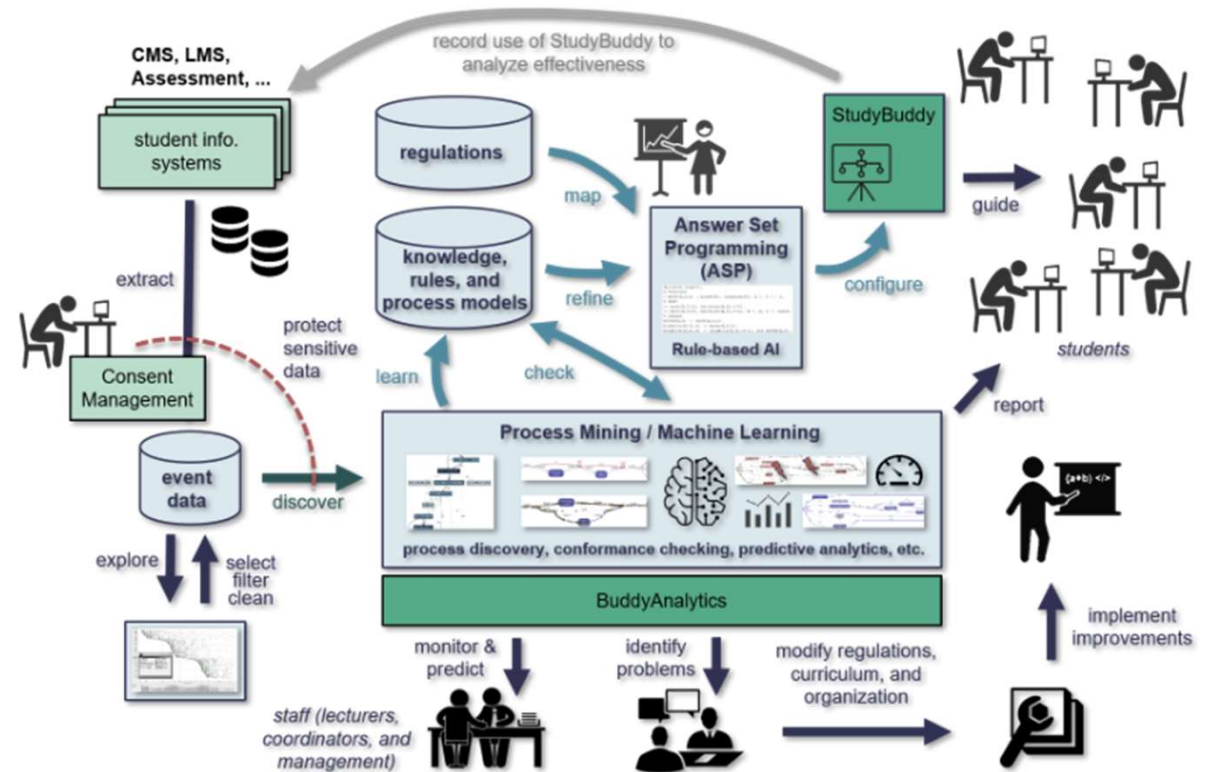 record use of StudyBuddy to
analyze effectiveness
CMS, LMS,
Assessment, ...
student info.
systems
regulations
map
StudyBuddy
guide
Answer Set
Programming
(ASP)
Rule-based AI
knowledge,
rules, and
process models
refine
configure
extract
protect
sensitive
data
learn
check
students
Consent
Management
report
event
data
discover
Process Mining / Machine Learning
process discovery, conformance checking, predictive analytics, etc.
(a+b) </>
explore
select
filter
clean
BuddyAnalytics
monitor &
predict
identify
problems
modify regulations,
curriculum, and
organization
implement
improvements
staff (lecturers,
coordinators, and
management)